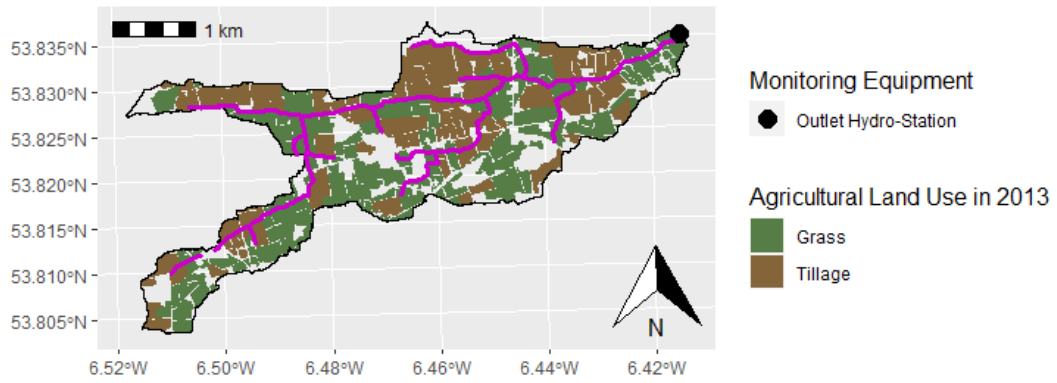 1 km
53.835°N
53.830°N
53.825°N
53.820°N
53.815°N
53.810°N
53.805°N
6.52°W 6.50°W 6.48°W 6.46°W 6.44°W 6.42°W
N
Monitoring Equipment
Outlet Hydro-Station
Agricultural Land Use in 2013
Grass
Tillage